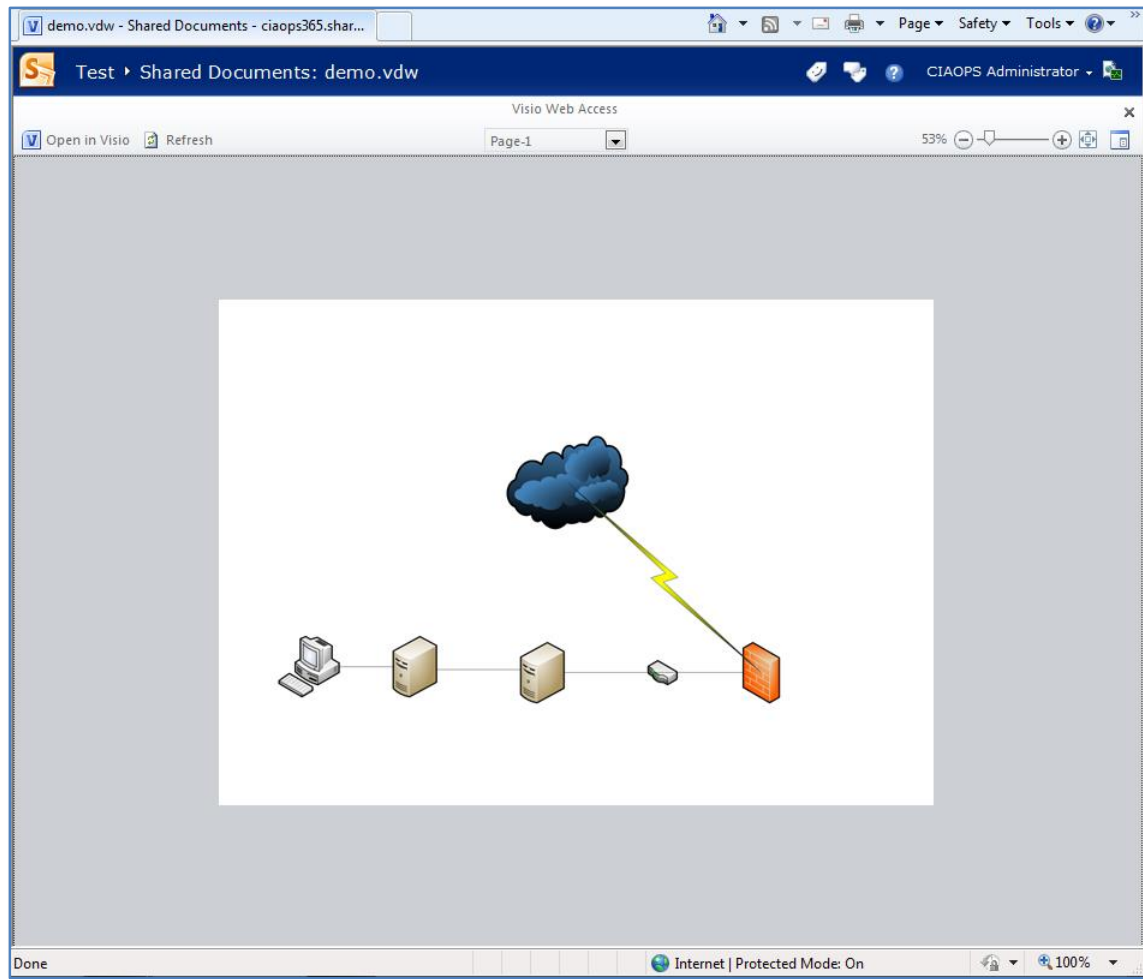 demo.vdw - Shared Documents - ciaops365.shar...
Page Safety Tools
Test Shared Documents: demo.vdw
CIAOPS Administrator
Visio Web Access
Open in Visio Refresh Page-1 53%
Done Internet | Protected Mode: On 100%